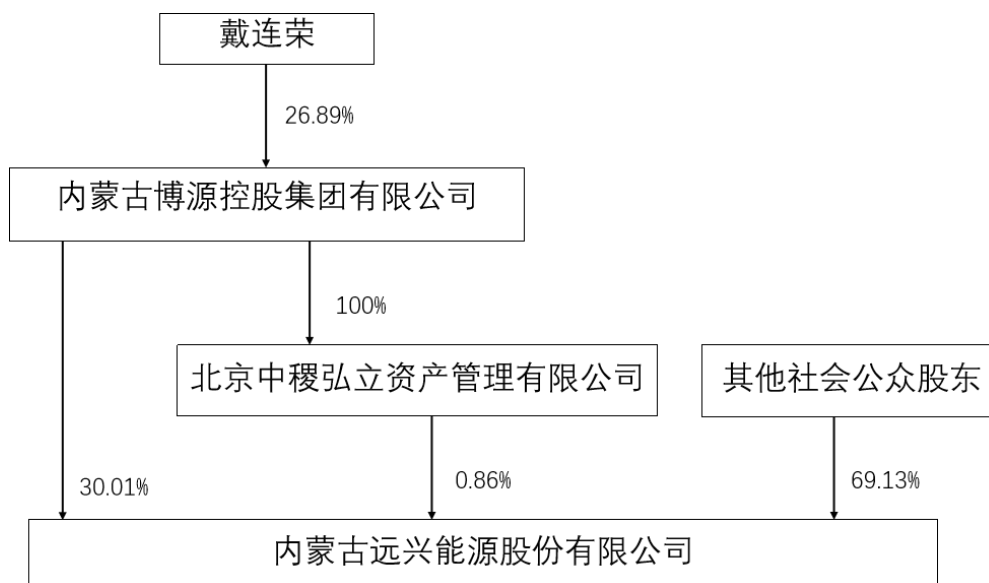 戴连荣
26.89%
内蒙古博源控股集团有限公司
100%
北京中稷弘立资产管理有限公司
其他社会公众股东
30.01%
0.86%
69.13%
内蒙古远兴能源股份有限公司